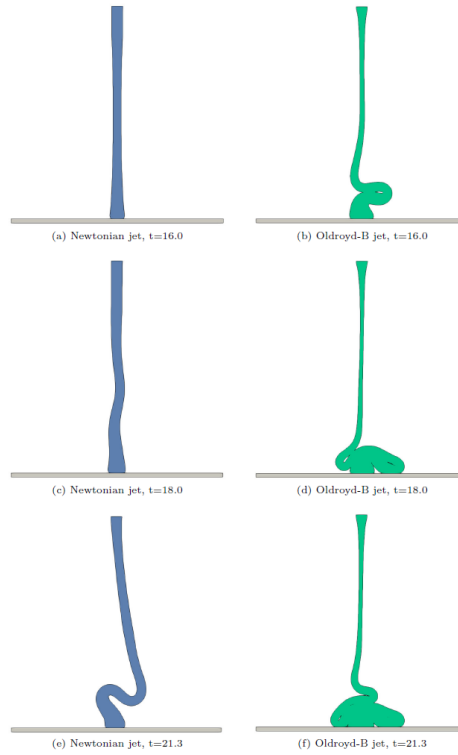 (a) Newtonian jet, t=16.0
(b) Oldroyd-B jet, t=16.0
(c) Newtonian jet, t=18.0
(d) Oldroyd-B jet, t=18.0
(e) Newtonian jet, t=21.3
(f) Oldroyd-B jet, t=21.3